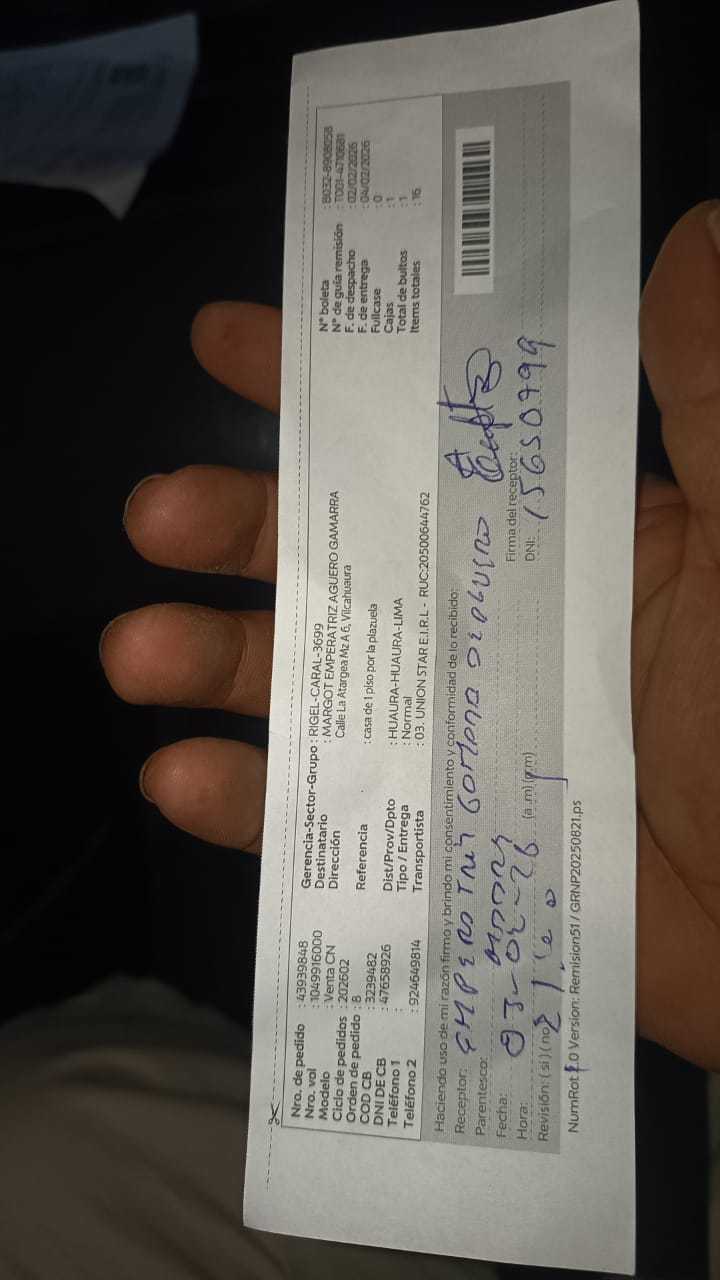 Nro. de pedido : 43939848
Nro. vol : 1049916000
Modelo : Venta CN
Ciclo de pedidos : 202602
Orden de pedido : 8
COD CB : 3239482
DNI DE CB : 47658926
Teléfono 1 :
Teléfono 2 : 924649814
Gerencia-Sector-Grupo : RIGEL-CARAL-3699
Destinatario : MARGOT EMPERATRIZ AGUERO GAMARRA
Dirección Calle La Atargea Mz A 6, Vilcahuaura
Referencia : casa de 1 piso por la plazuela
Dist/Prov/Dpto : HUAURA-HUAURA-LIMA
Tipo / Entrega : Normal
Transportista : 03. UNION STAR E.I.R.L - RUC:20500644762
N° boleta : B032-8908058
N° de guía remisión : T001-4710681
F. de despacho : 02/02/2026
F. de entrega : 04/02/2026
Fullcase : 0
Cajas : 1
Total de bultos : 1
Items totales : 16
Haciendo uso de mi razón firmo y brindo mi consentimiento y conformidad de lo recibido:
Receptor:
Parentesco:
Fecha: 03-02-26
Hora: (a.m)(p.m)
Revisión: (si)(no)
Firma del receptor:
DNI: 15650799
NumRot 2.0 Version: Remision51 / GRNP20250821.ps